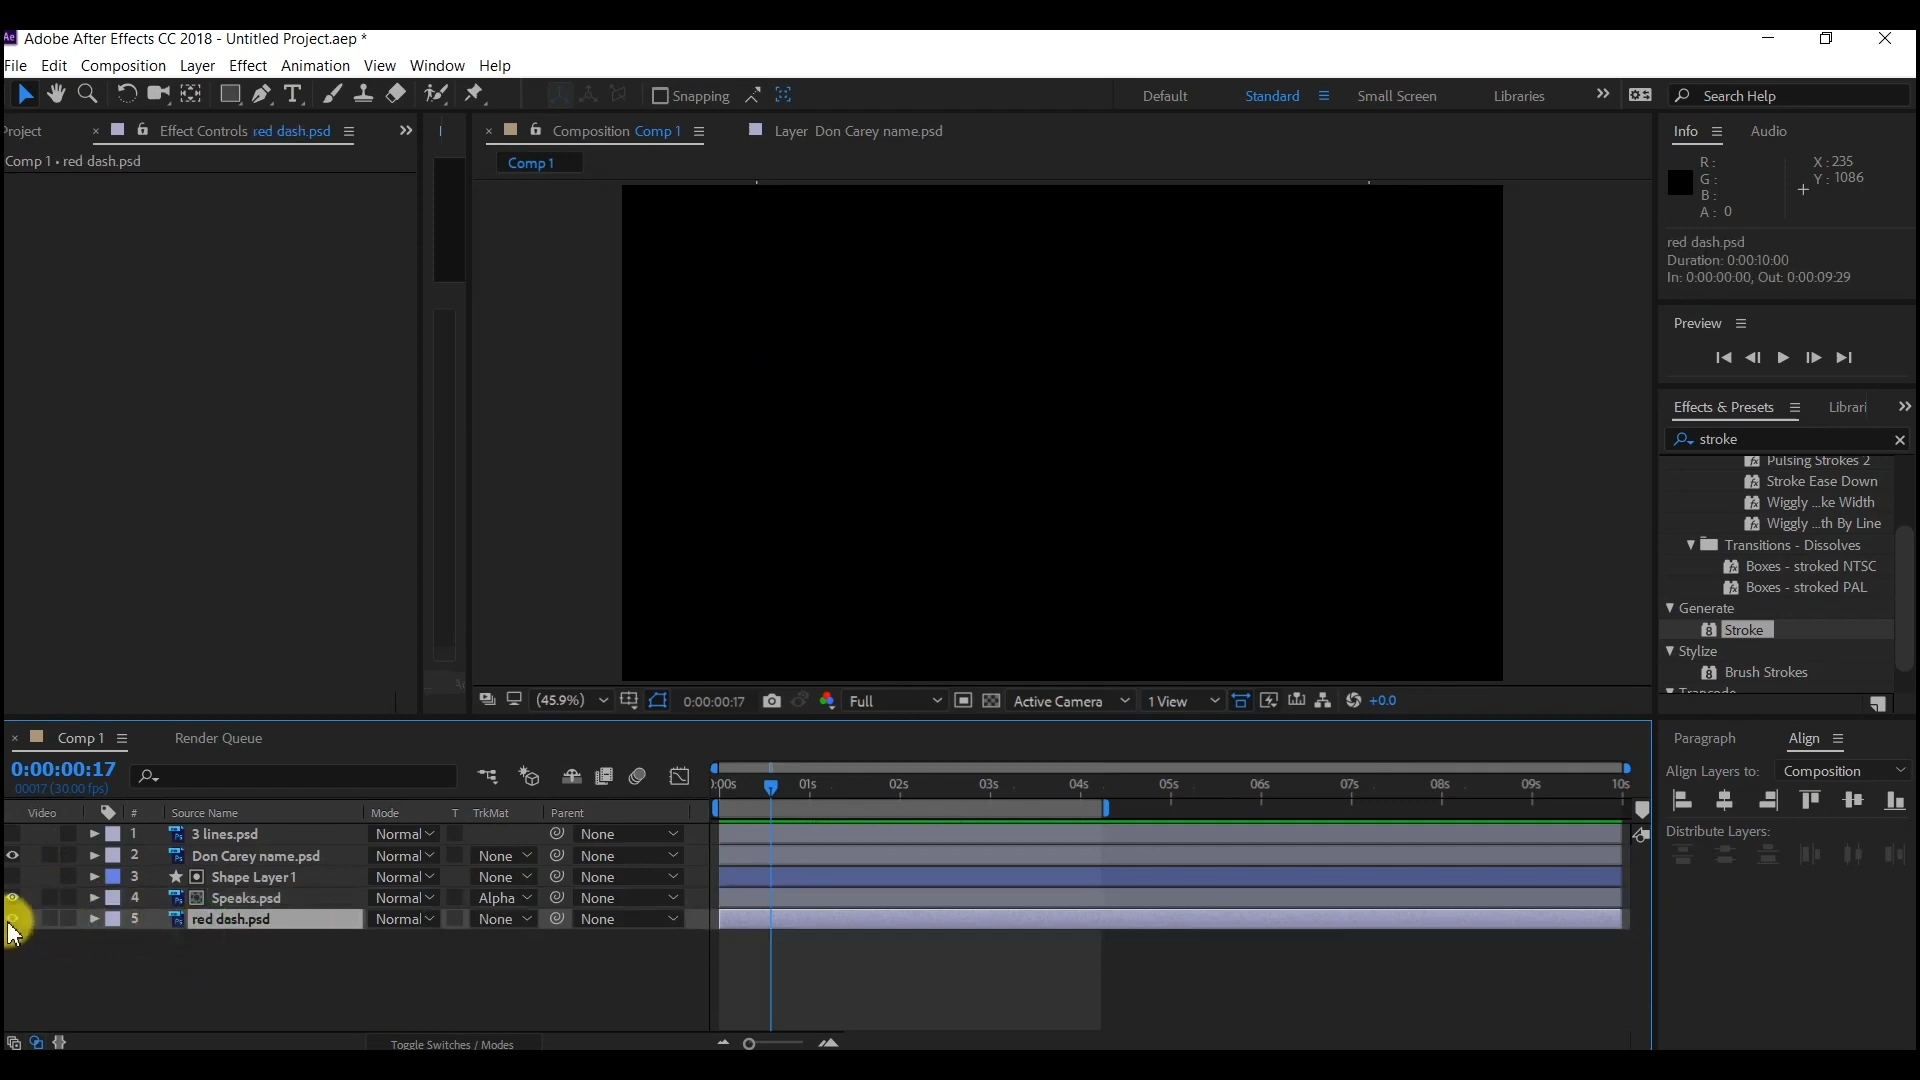 Ae Adobe After Effects CC 2018 - Untitled Project.aep *
File Edit Composition Layer Effect Animation View Window Help
Snapping Default Standard Small Screen Libraries Search Help
Project × Effect Controls red dash.psd × Composition Comp 1 Layer Don Carey name.psd Info Audio
Comp 1 • red dash.psd
Comp 1
R :
G :
B :
A : 0
X : 235
Y : 1086
red dash.psd
Duration: 0:00:10:00
In: 0:00:00:00, Out: 0:00:09:29
Preview
Effects & Presets Librari
stroke
Pulsing Strokes 2
Stroke Ease Down
Wiggly ...ke Width
Wiggly ...th By Line
Transitions - Dissolves
Boxes - stroked NTSC
Boxes - stroked PAL
Generate
8 Stroke
Stylize
8 Brush Strokes
Transcode
(45.9%) 0:00:00:17 Full Active Camera 1 View +0.0
× Comp 1 Render Queue
Paragraph Align
0:00:00:17
00017 (30.00 fps)
):00s 01s 02s 03s 04s 05s 06s 07s 08s 09s 10s
Align Layers to: Composition
Video # Source Name Mode T TrkMat Parent
1 Ps 3 lines.psd Normal None
2 Ps Don Carey name.psd Normal None None
3 Shape Layer 1 Normal None None
4 Ps Speaks.psd Normal Alpha None
5 Ps red dash.psd Normal None None
Distribute Layers:
Toggle Switches / Modes